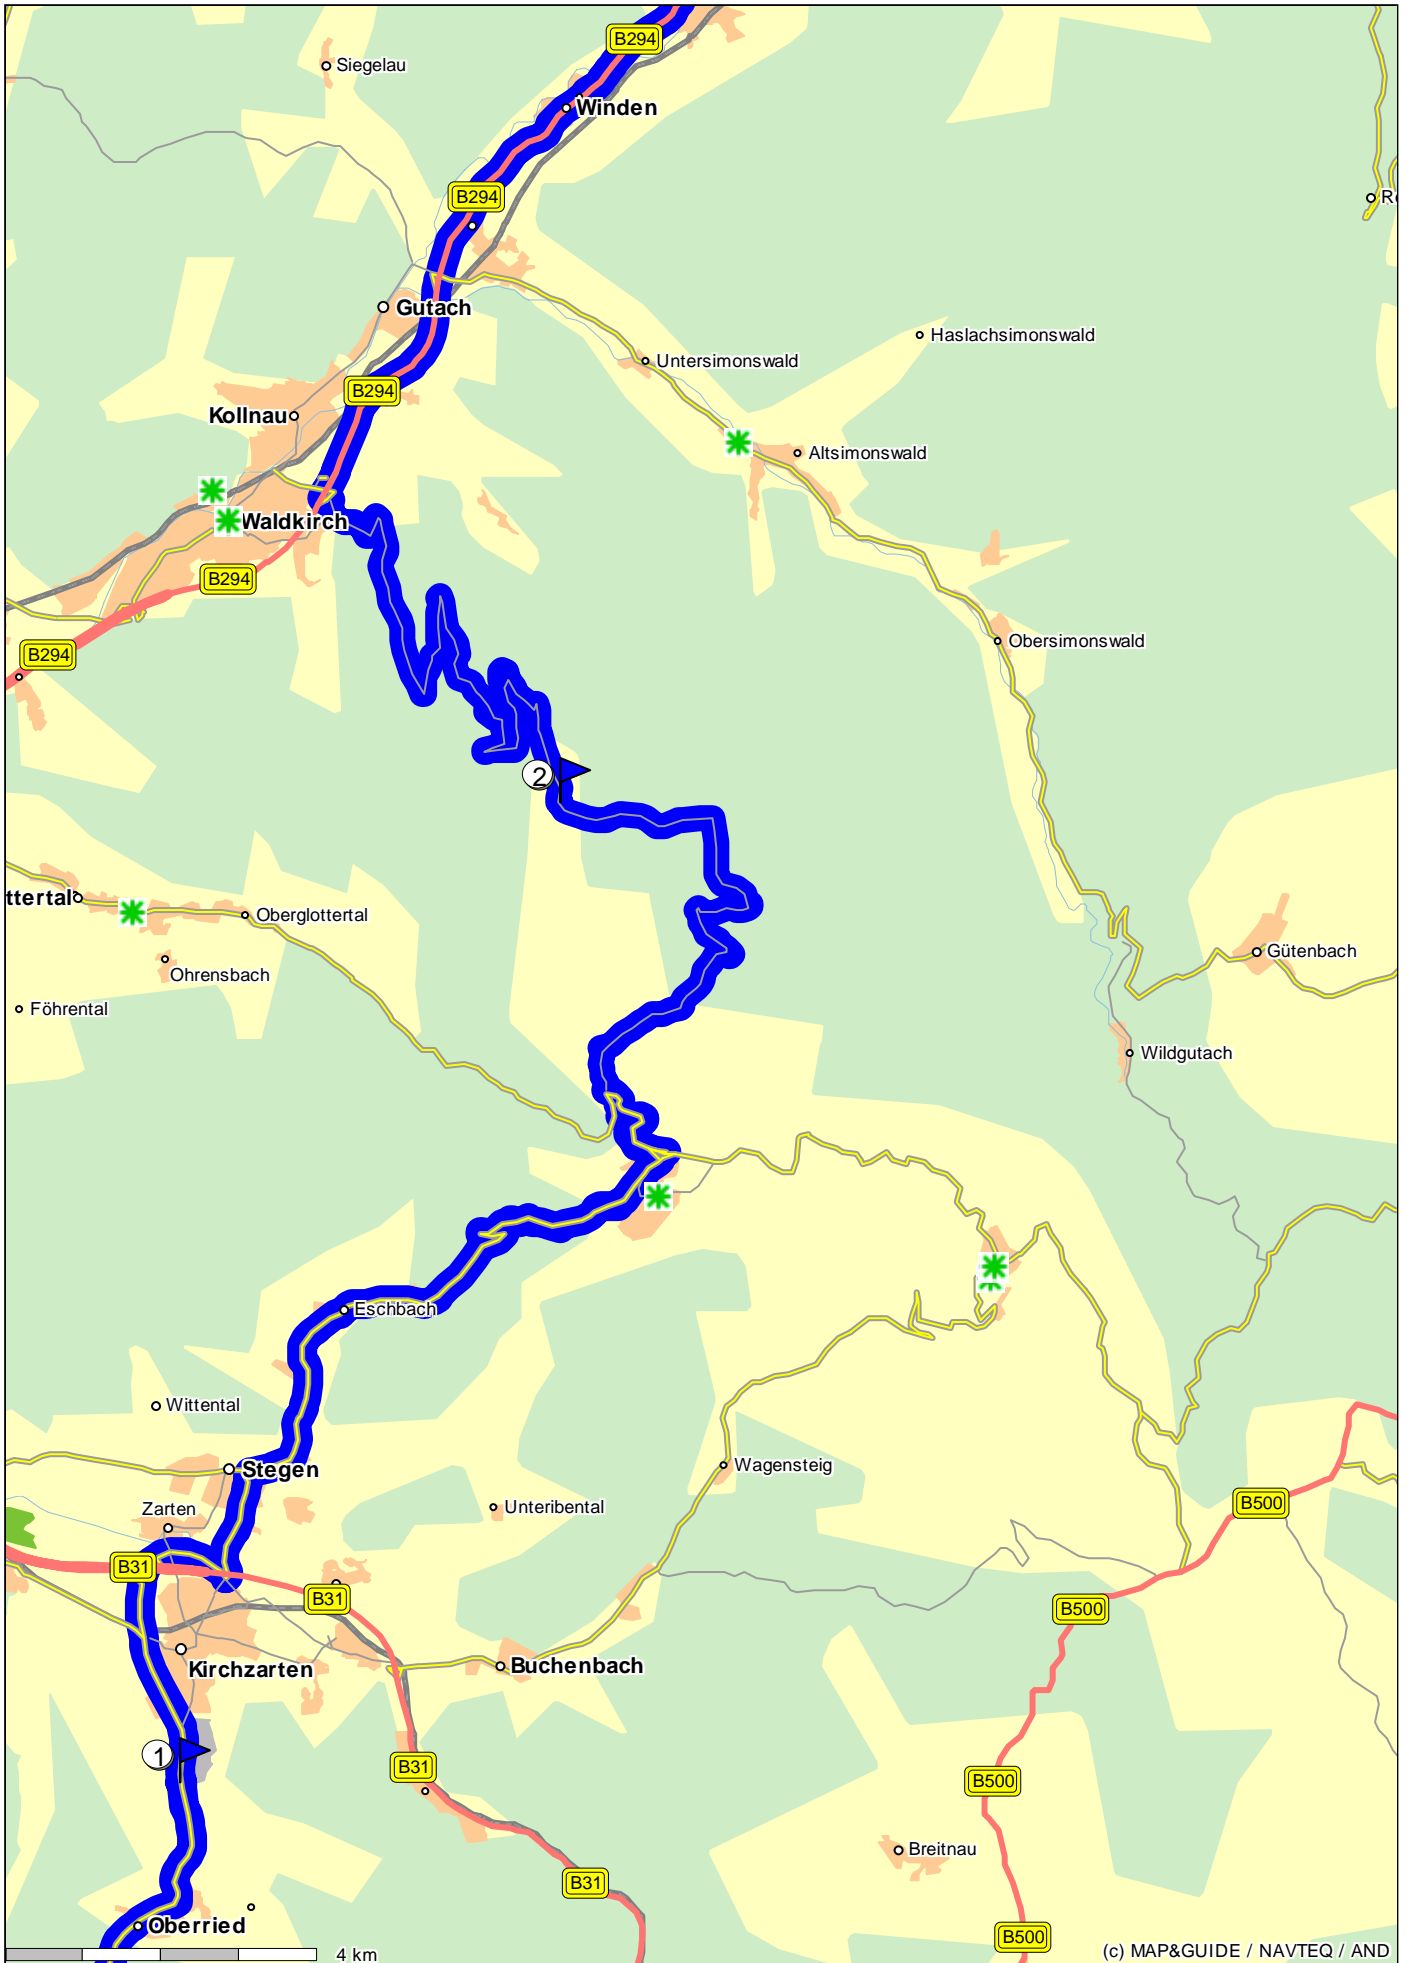 B294
Siegelau
Winden
B294
R
Gutach
Haslachsimonswald
Untersimonswald
B294
Kollnau
Altsimonswald
Waldkirch
B294
Obersimonswald
B294
2
ttertal
Oberglottertal
Gütenbach
Ohrensbach
Föhrental
Wildgutach
Eschbach
Wittental
Stegen
Wagensteig
B500
Zarten
Unteribental
B31
B31
B500
Kirchzarten
Buchenbach
1
B31
B500
Breitnau
B31
Oberried
B500
4 km
(c) MAP&GUIDE / NAVTEQ / AND